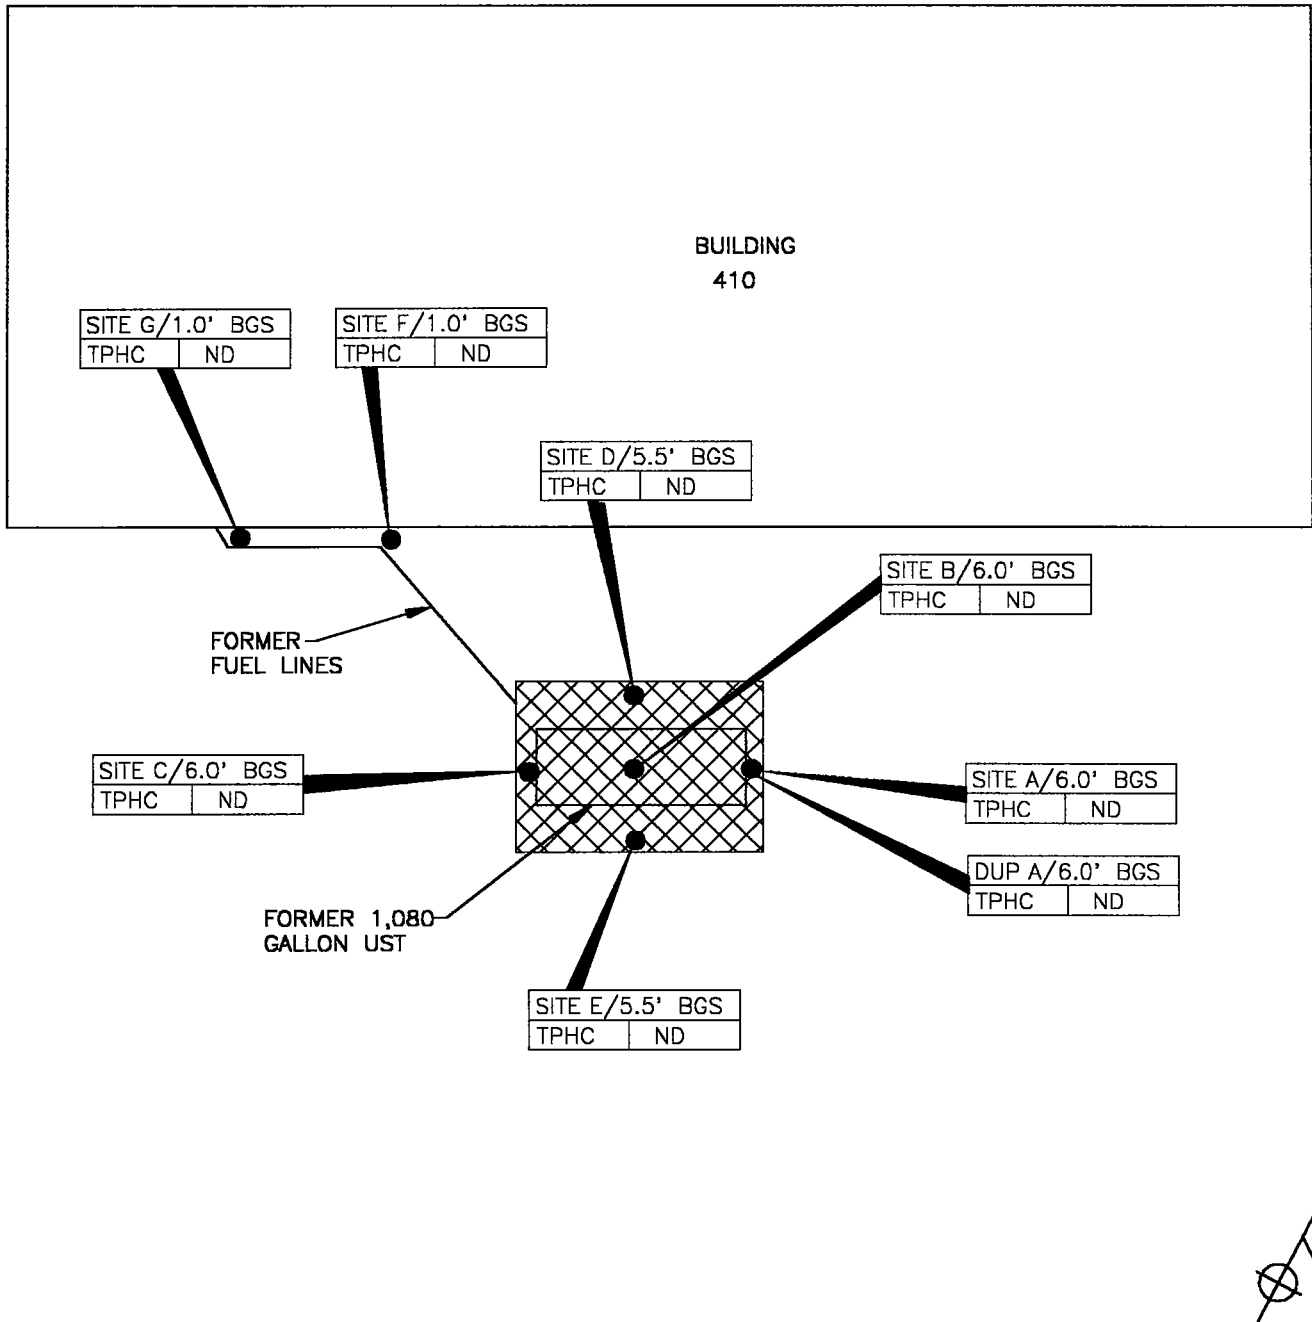 BUILDING
410
SITE G/1.0' BGS
TPHC ND
SITE F/1.0' BGS
TPHC ND
SITE D/5.5' BGS
TPHC ND
SITE B/6.0' BGS
TPHC ND
FORMER
FUEL LINES
SITE C/6.0' BGS
TPHC ND
SITE A/6.0' BGS
TPHC ND
DUP A/6.0' BGS
TPHC ND
FORMER 1,080
GALLON UST
SITE E/5.5' BGS
TPHC ND